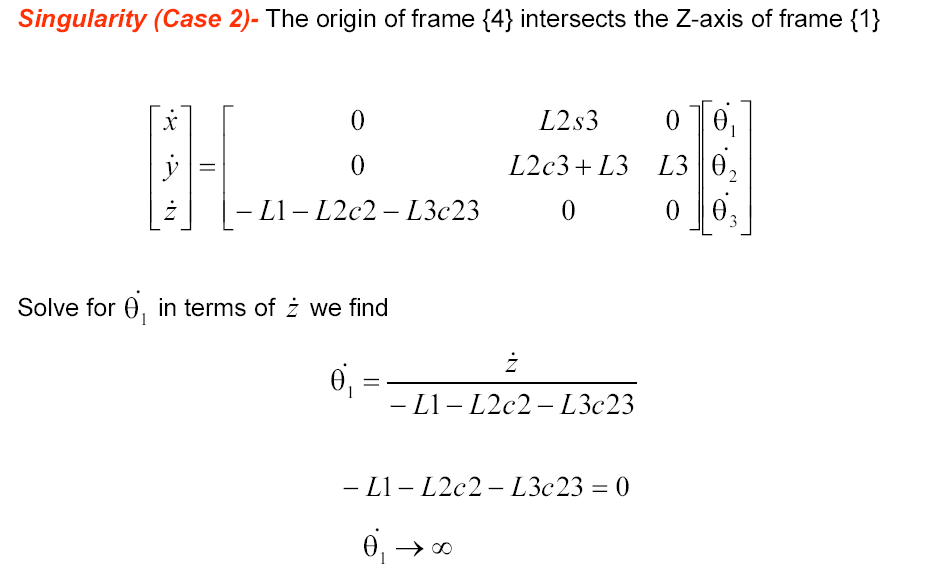 Singularity (Case 2)- The origin of frame {4} intersects the Z-axis of frame {1}
[ẋ ẏ ż] = [0 L2s3 0; 0 L2c3 + L3 L3; − L1 − L2c2 − L3c23 0 0] [θ̇₁ θ̇₂ θ̇₃]
Solve for θ̇₁ in terms of ż we find
θ̇₁ = ż / (− L1 − L2c2 − L3c23)
− L1 − L2c2 − L3c23 = 0
θ̇₁ → ∞